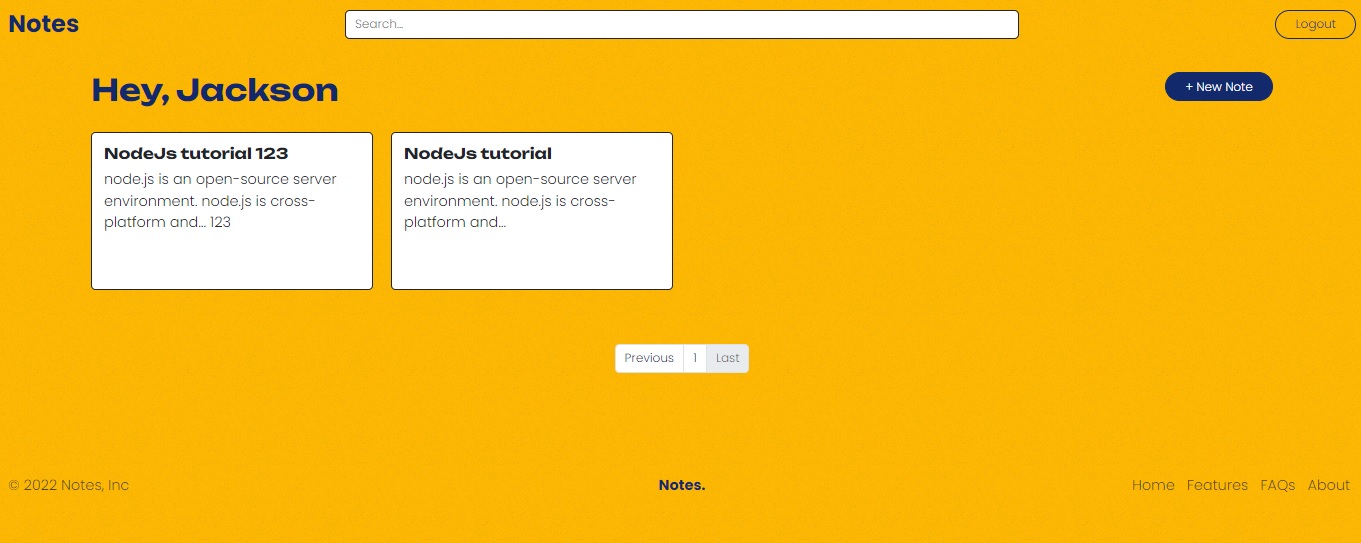 Notes
Search...
Logout
Hey, Jackson
+ New Note
NodeJs tutorial 123
node.js is an open-source server
environment. node.js is cross-
platform and... 123
NodeJs tutorial
node.js is an open-source server
environment. node.js is cross-
platform and...
Previous 1 Last
© 2022 Notes, Inc
Notes.
Home Features FAQs About